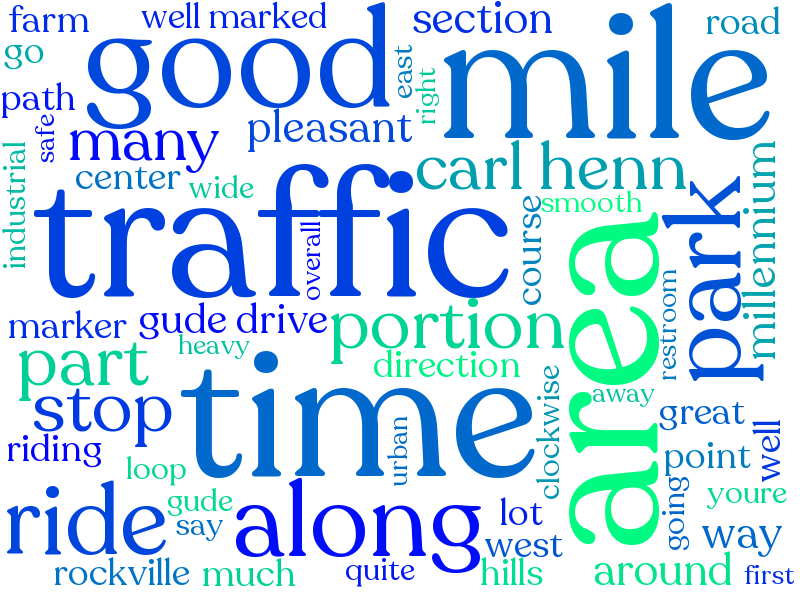 farm
well marked
section
road
go
good
east
mile
path
right
safe
many
pleasant
carl henn
center
wide
smooth
industrial
traffic
overall
course
area
park
millennium
marker
gude drive
portion
restroom
heavy
part
direction
time
away
stop
clockwise
great
riding
urban
point
well
loop
ride
gude
say
along
lot
going
youre
west
way
rockville
much
quite
hills
around
first